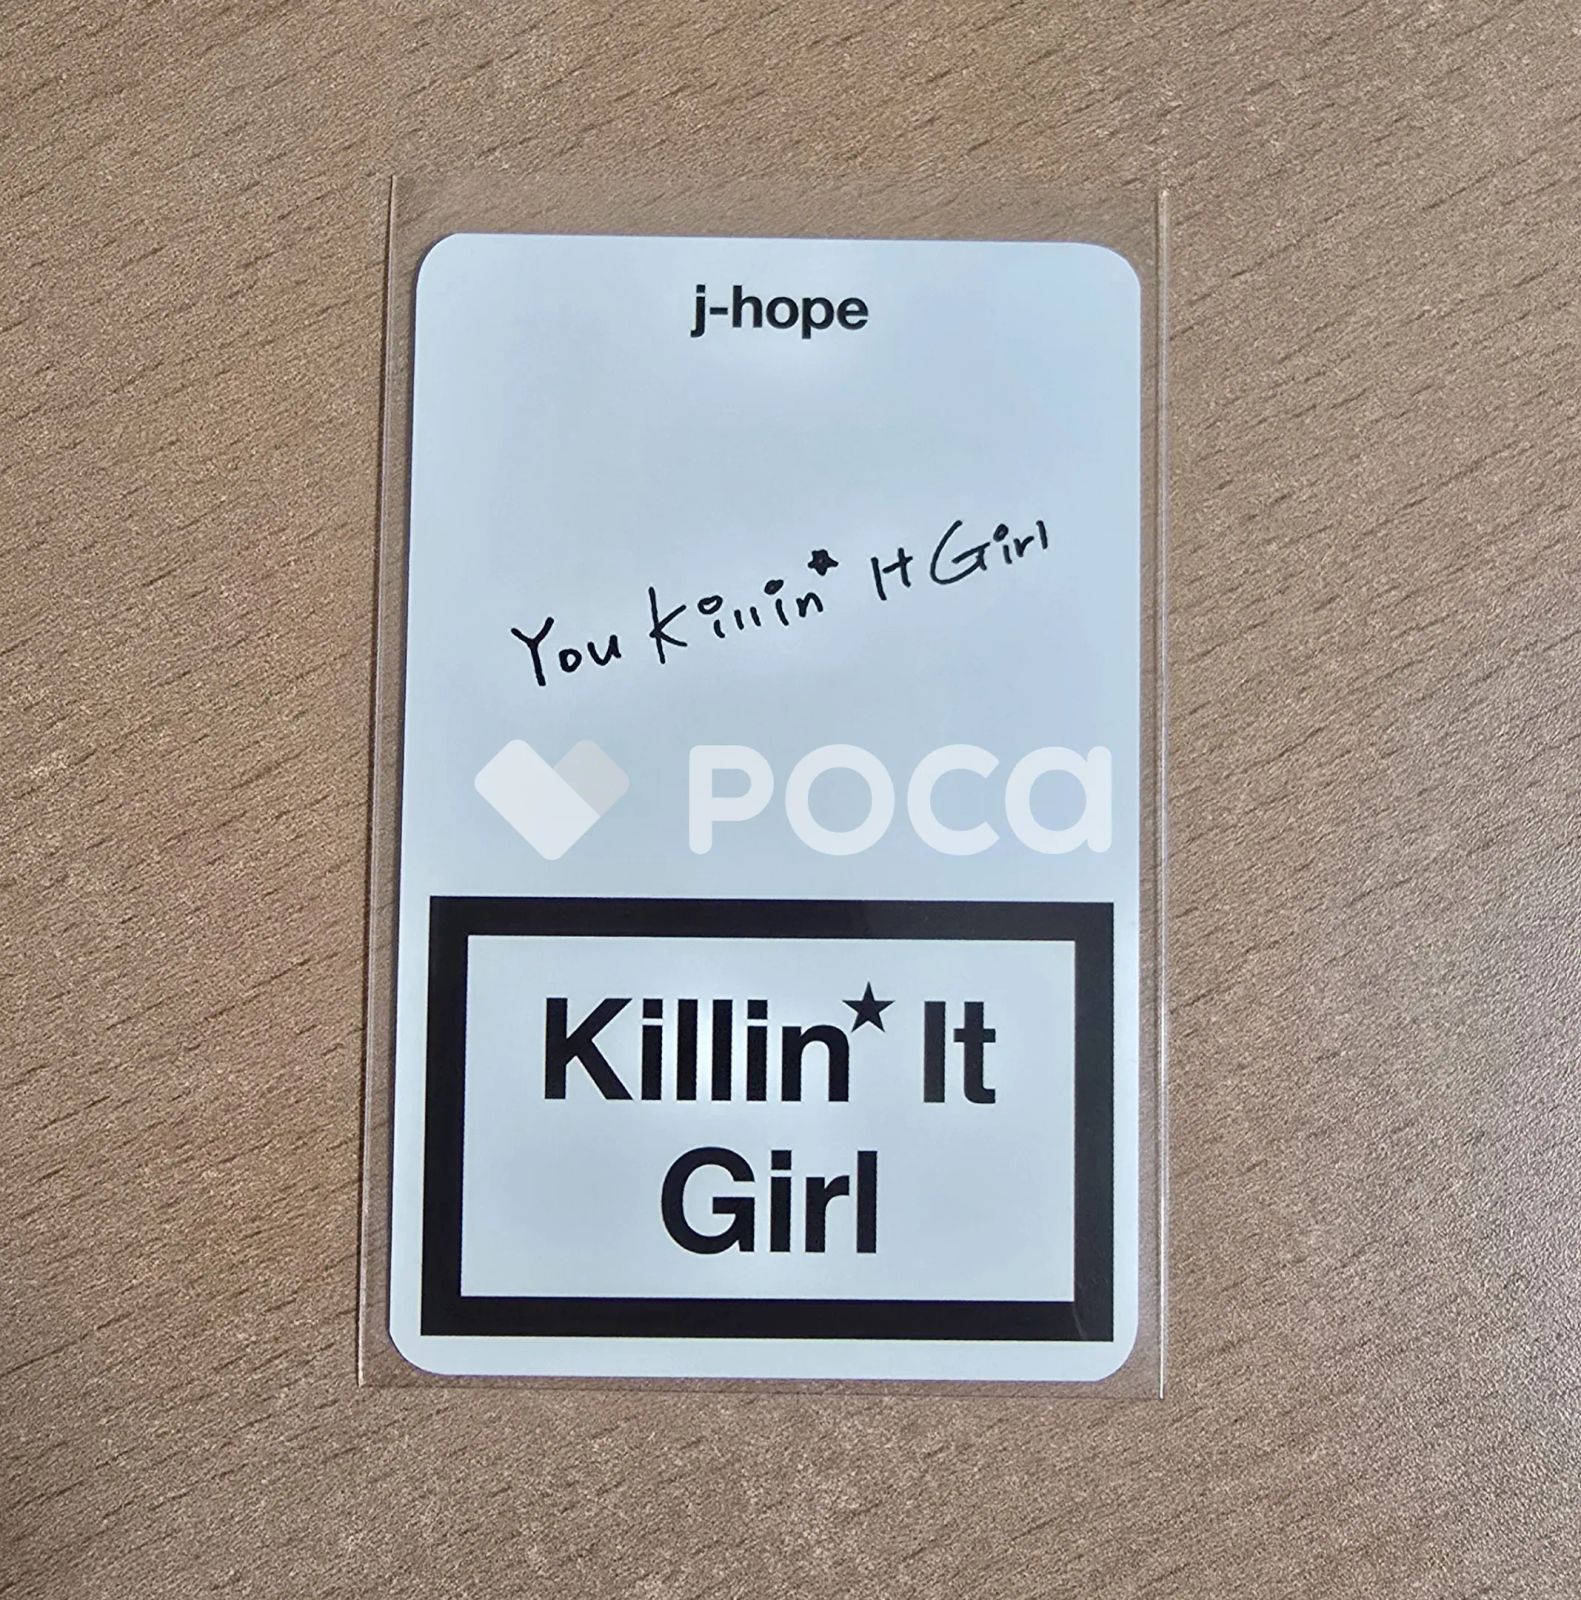 j-hope
You Killin* It Girl
POCA
Killin★ It
Girl